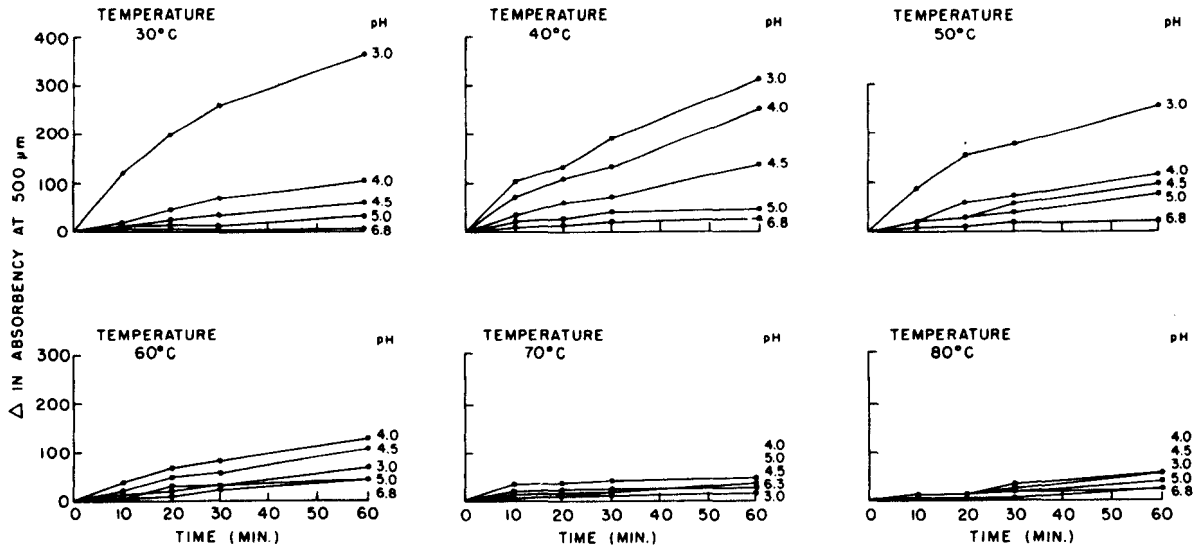 TEMPERATURE
30°C
pH
400
300
200
100
0
3.0
4.0
4.5
5.0
6.8
TEMPERATURE
40°C
pH
3.0
4.0
4.5
5.0
6.8
TEMPERATURE
50°C
pH
3.0
4.0
4.5
5.0
6.8
Δ IN ABSORBENCY AT 500 µm
TEMPERATURE
60°C
pH
300
200
100
0
4.0
4.5
3.0
5.0
6.8
0 10 20 30 40 50 60
TIME (MIN.)
TEMPERATURE
70°C
pH
4.0
5.0
4.5
6.3
3.0
0 10 20 30 40 50 60
TIME (MIN.)
TEMPERATURE
80°C
pH
4.0
4.5
3.0
5.0
6.8
0 10 20 30 40 50 60
TIME (MIN.)